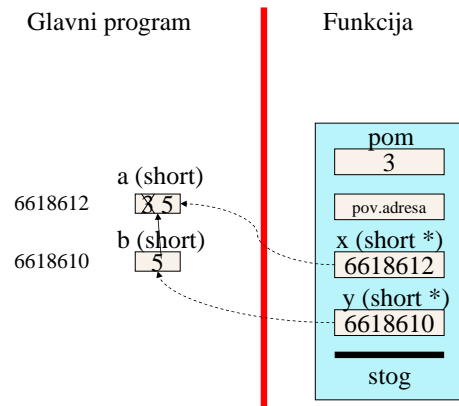 Glavni program
Funkcija
pom
3
a (short)
6618612
3 5
pov.adresa
b (short)
x (short *)
6618610
5
6618612
y (short *)
6618610
stog